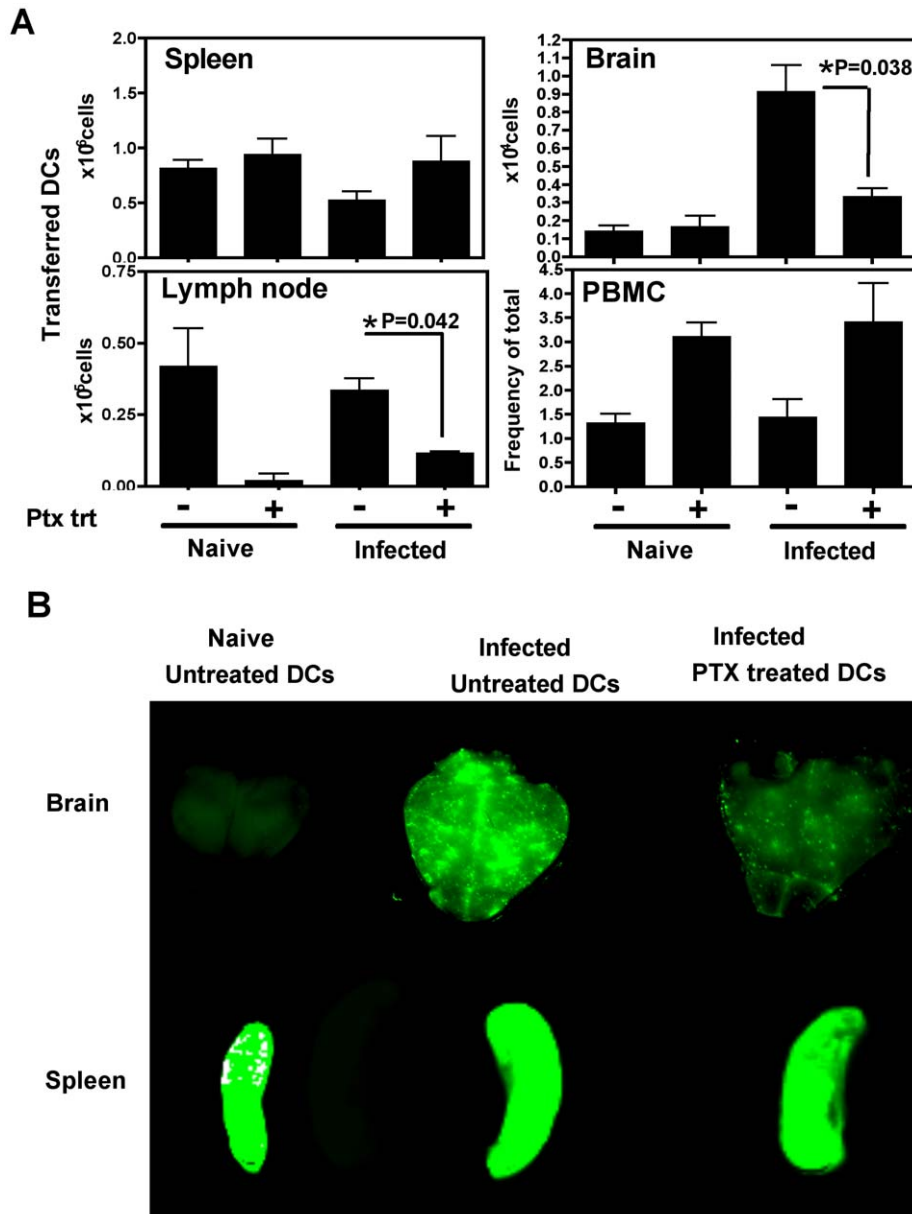 A
Spleen
Transferred DCs
x10⁶cells
2.0
1.5
1.0
0.5
0.0
Brain
x10⁴cells
1.2
1.1
1.0
0.9
0.8
0.7
0.6
0.5
0.4
0.3
0.2
0.1
0.0
*P=0.038
Lymph node
x10⁶cells
0.75
0.50
0.25
0.00
*P=0.042
PBMC
Frequency of total
4.5
4.0
3.5
3.0
2.5
2.0
1.5
1.0
0.5
0.0
Ptx trt
- + - +
Naive Infected
- + - +
Naive Infected
B
Naive
Untreated DCs
Infected
Untreated DCs
Infected
PTX treated DCs
Brain
Spleen